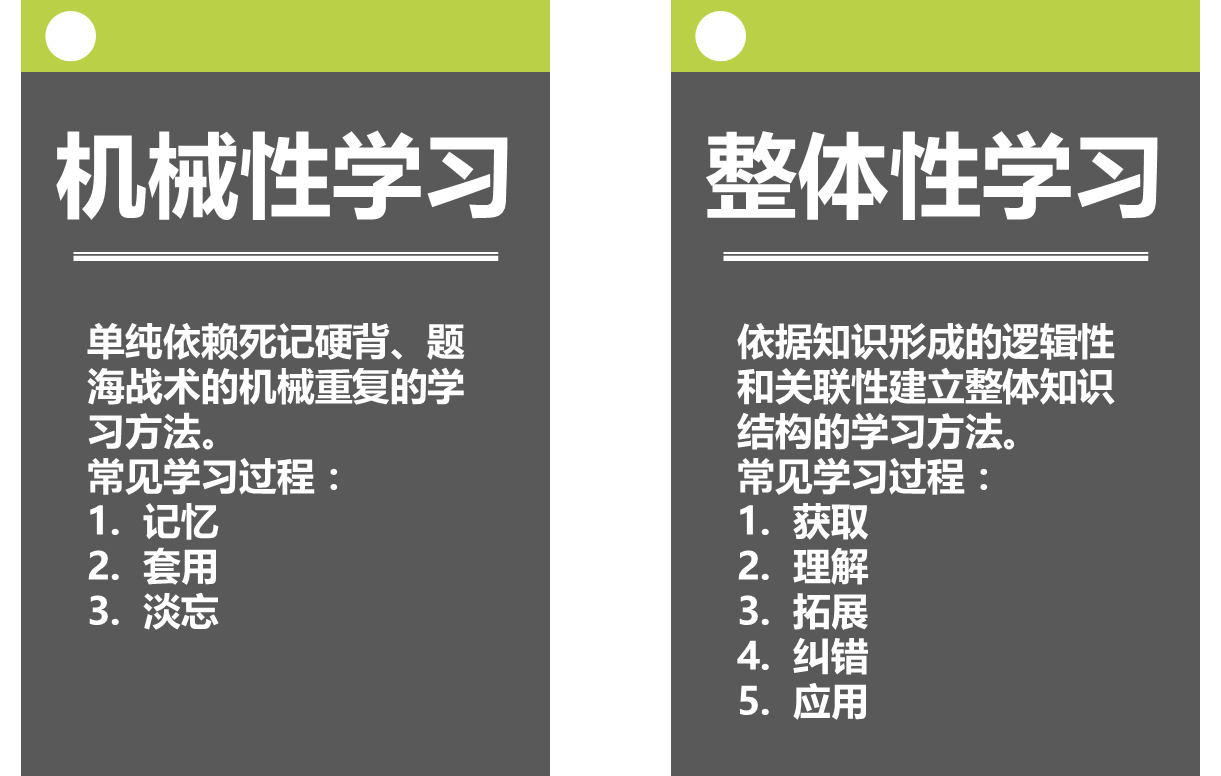 机械性学习
单纯依赖死记硬背、题
海战术的机械重复的学
习方法。
常见学习过程：
1. 记忆
2. 套用
3. 淡忘
整体性学习
依据知识形成的逻辑性
和关联性建立整体知识
结构的学习方法。
常见学习过程：
1. 获取
2. 理解
3. 拓展
4. 纠错
5. 应用